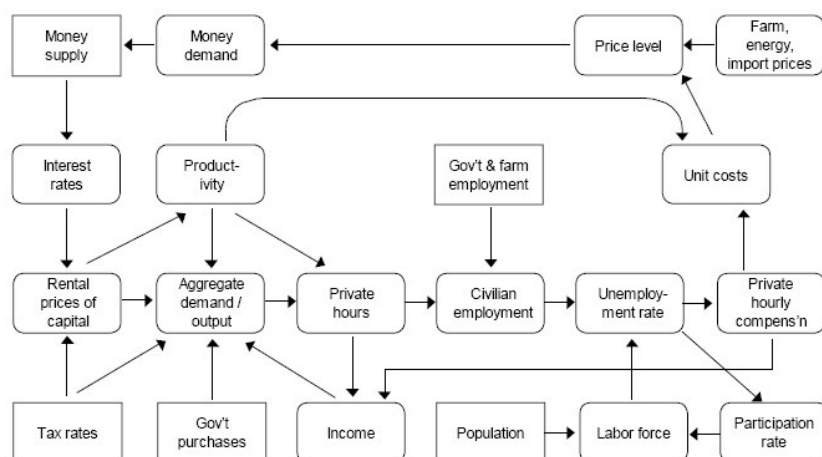 Money
supply
Money
demand
Price level
Farm,
energy,
import prices
Interest
rates
Product-
ivity
Gov't & farm
employment
Unit costs
Rental
prices of
capital
Aggregate
demand /
output
Private
hours
Civilian
employment
Unemploy-
ment rate
Private
hourly
compens'n
Tax rates
Gov't
purchases
Income
Population
Labor force
Participation
rate